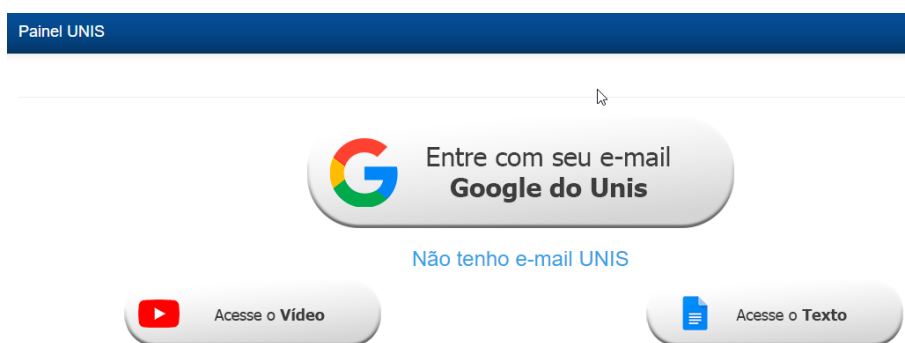 Painel UNIS
Entre com seu e-mail
Google do Unis
Não tenho e-mail UNIS
Acesse o Vídeo
Acesse o Texto